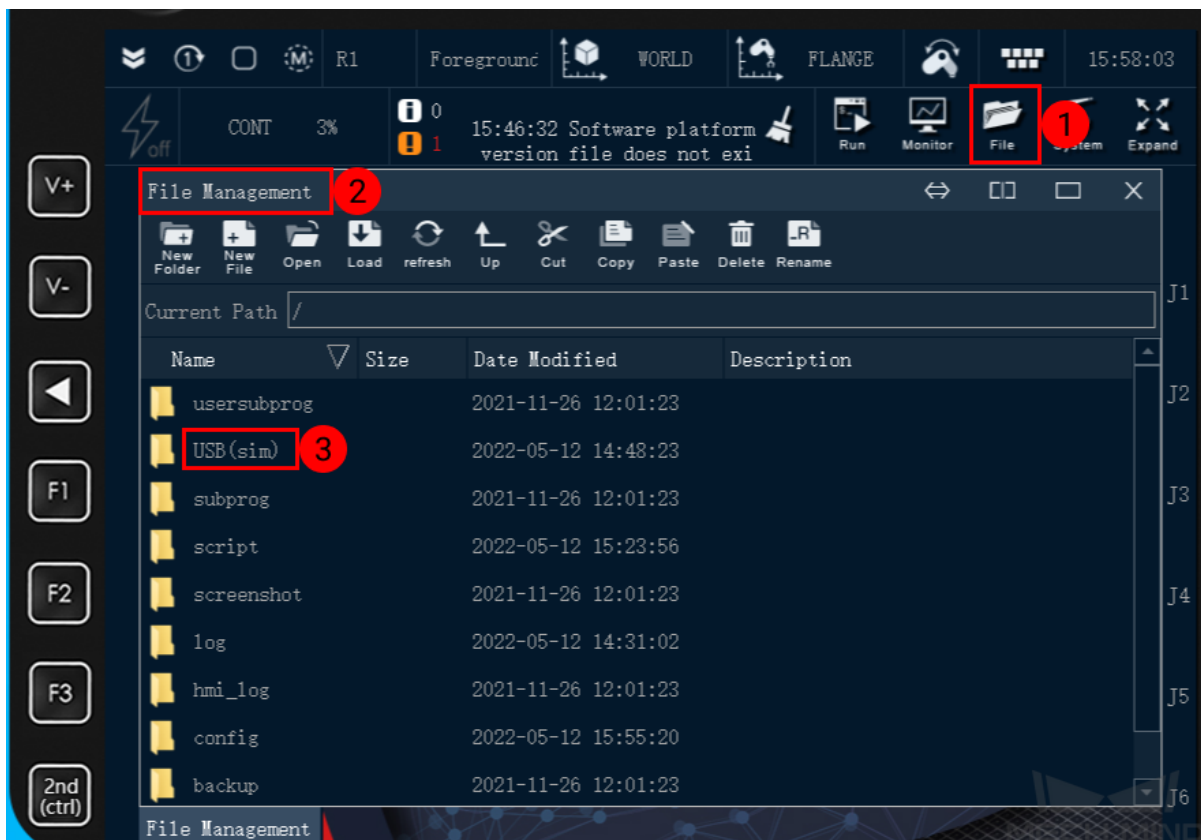 R1 Foreground WORLD FLANGE 15:58:03
off CONT 3% 0 15:46:32 Software platform Run Monitor File 1 Expand
1 version file does not exi
V+ File Management 2
New Folder New File Open Load refresh Up Cut Copy Paste Delete Rename
V-
J1
Current Path /
Name Size Date Modified Description
J2
usersubprog 2021-11-26 12:01:23
USB(sim) 3 2022-05-12 14:48:23
F1
subprog 2021-11-26 12:01:23 J3
script 2022-05-12 15:23:56
F2 screenshot 2021-11-26 12:01:23 J4
log 2022-05-12 14:31:02
F3 hmi_log 2021-11-26 12:01:23 J5
config 2022-05-12 15:55:20
2nd backup 2021-11-26 12:01:23 J6
(ctrl)
File Management